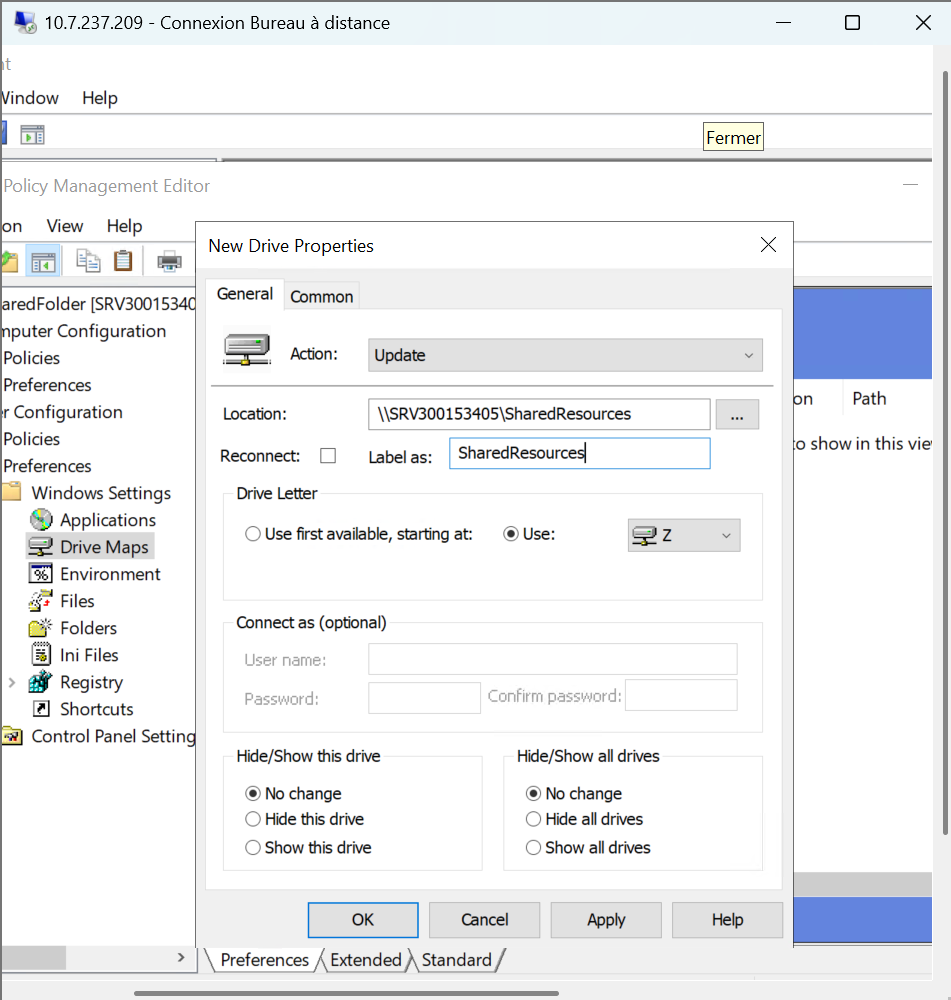 10.7.237.209 - Connexion Bureau à distance
nt
Window Help
Fermer
Policy Management Editor
on View Help
New Drive Properties
General Common
Action: Update
Location: \\SRV300153405\SharedResources ...
Reconnect: Label as: SharedResources
Drive Letter
Use first available, starting at: Use: Z
Connect as (optional)
User name:
Password: Confirm password:
Hide/Show this drive Hide/Show all drives
No change No change
Hide this drive Hide all drives
Show this drive Show all drives
OK Cancel Apply Help
aredFolder [SRV30015340
mputer Configuration
Policies
Preferences
r Configuration
Policies
Preferences
Windows Settings
Applications
Drive Maps
Environment
Files
Folders
Ini Files
Registry
Shortcuts
Control Panel Setting
on Path
to show in this vie
Preferences Extended Standard